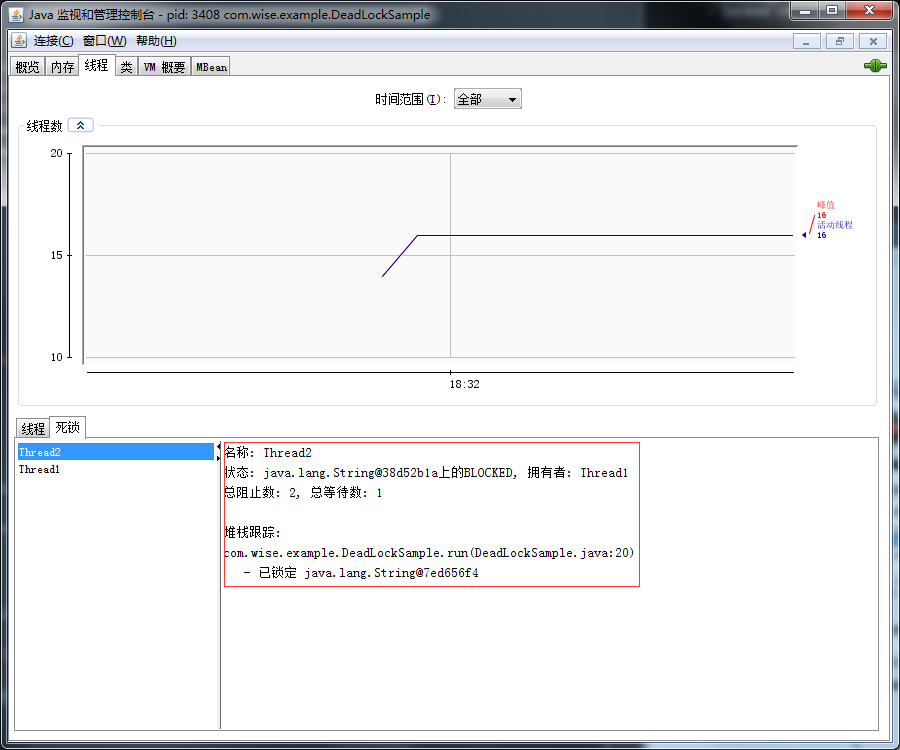 Java 监视和管理控制台 - pid: 3408 com.wise.example.DeadLockSample
连接(C) 窗口(W) 帮助(H)
概览 内存 线程 类 VM 概要 MBean
时间范围(I): 全部
线程数
20
15
10
峰值
16
活动线程
16
18:32
线程 死锁
Thread2
Thread1
名称: Thread2
状态: java.lang.String@38d52b1a上的BLOCKED, 拥有者: Thread1
总阻止数: 2, 总等待数: 1
堆栈跟踪:
com.wise.example.DeadLockSample.run(DeadLockSample.java:20)
- 已锁定 java.lang.String@7ed656f4